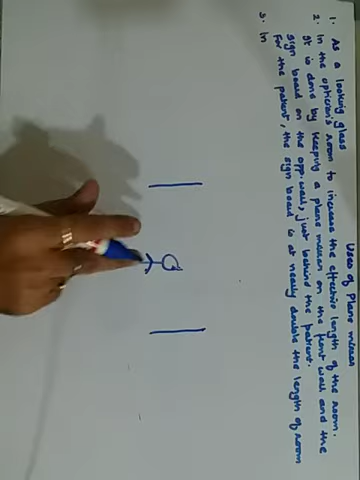 Uses of Plane mirror
1. As a looking glass
2. In the optician's room to increase the effective length of the room.
It is done by keeping a plane mirror on the front wall and the
sign board on the opp. wall, just behind the patient.
For the patient, the sign board is at nearly double the length of room
3. In